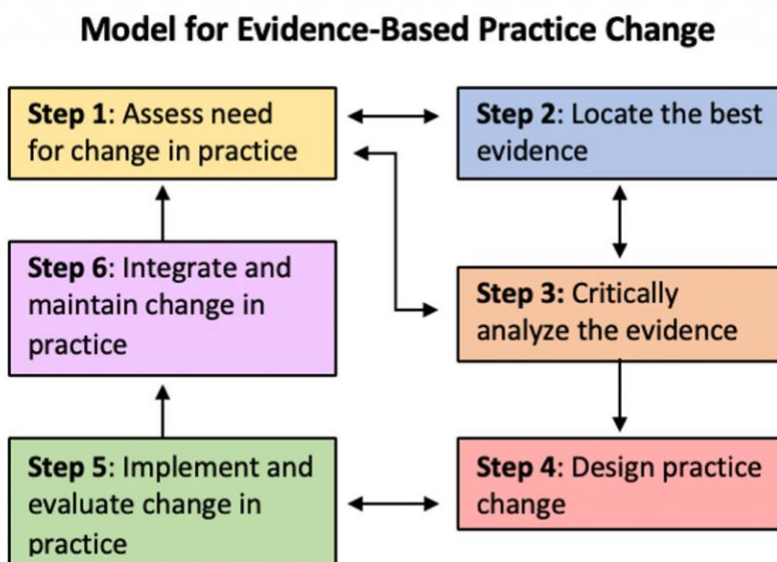 Model for Evidence-Based Practice Change
Step 1: Assess need
for change in practice
Step 2: Locate the best
evidence
Step 3: Critically
analyze the evidence
Step 4: Design practice
change
Step 5: Implement and
evaluate change in
practice
Step 6: Integrate and
maintain change in
practice